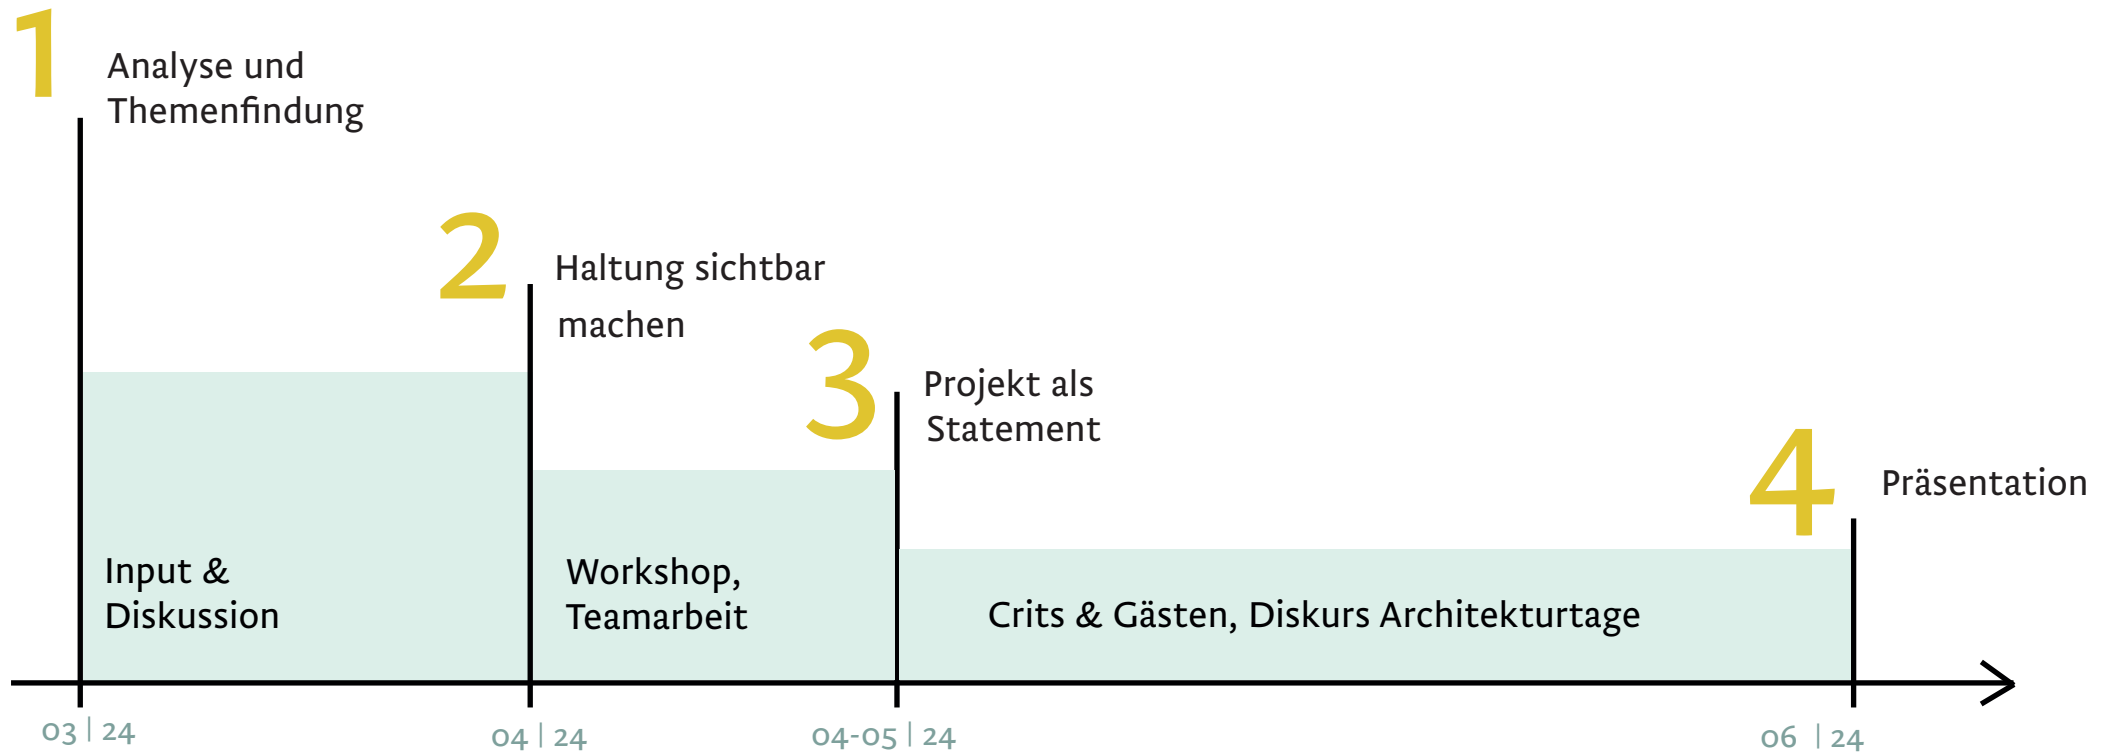 1
Analyse und
Themenfindung
2
Haltung sichtbar
machen
3
Projekt als
Statement
4
Präsentation
Input &
Diskussion
Workshop,
Teamarbeit
Crits & Gästen, Diskurs Architekturtage
03 | 24
04 | 24
04-05 | 24
06 | 24